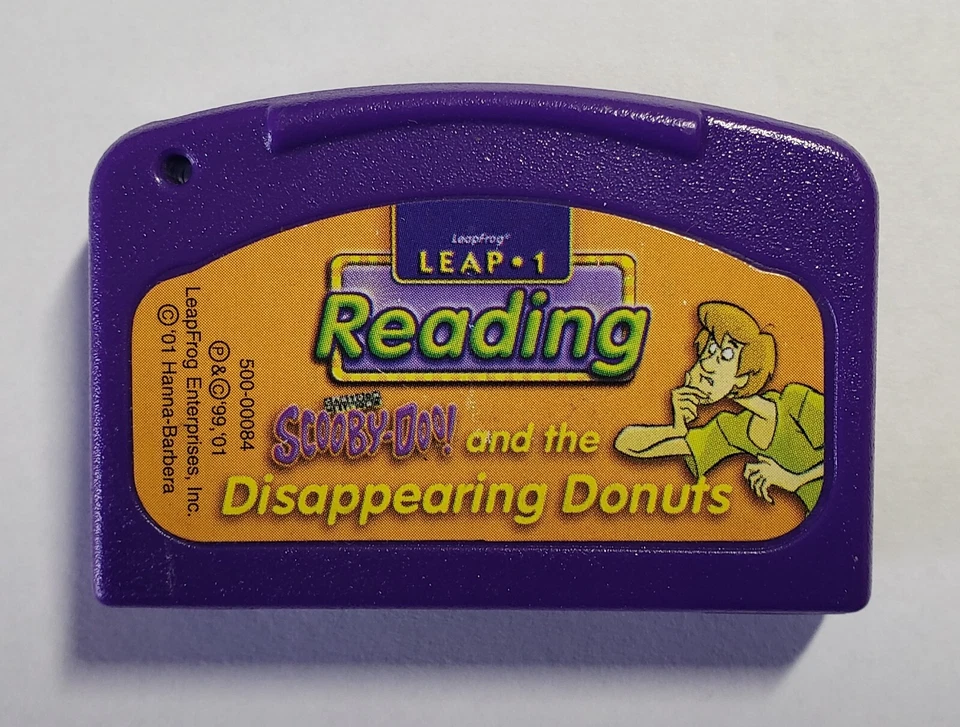 LeapFrog®
LEAP•1
Reading
SCOOBY-DOO! and the
Disappearing Donuts
500-00084
Ⓟ&©'99,'01
LeapFrog Enterprises, Inc.
© '01 Hanna-Barbera